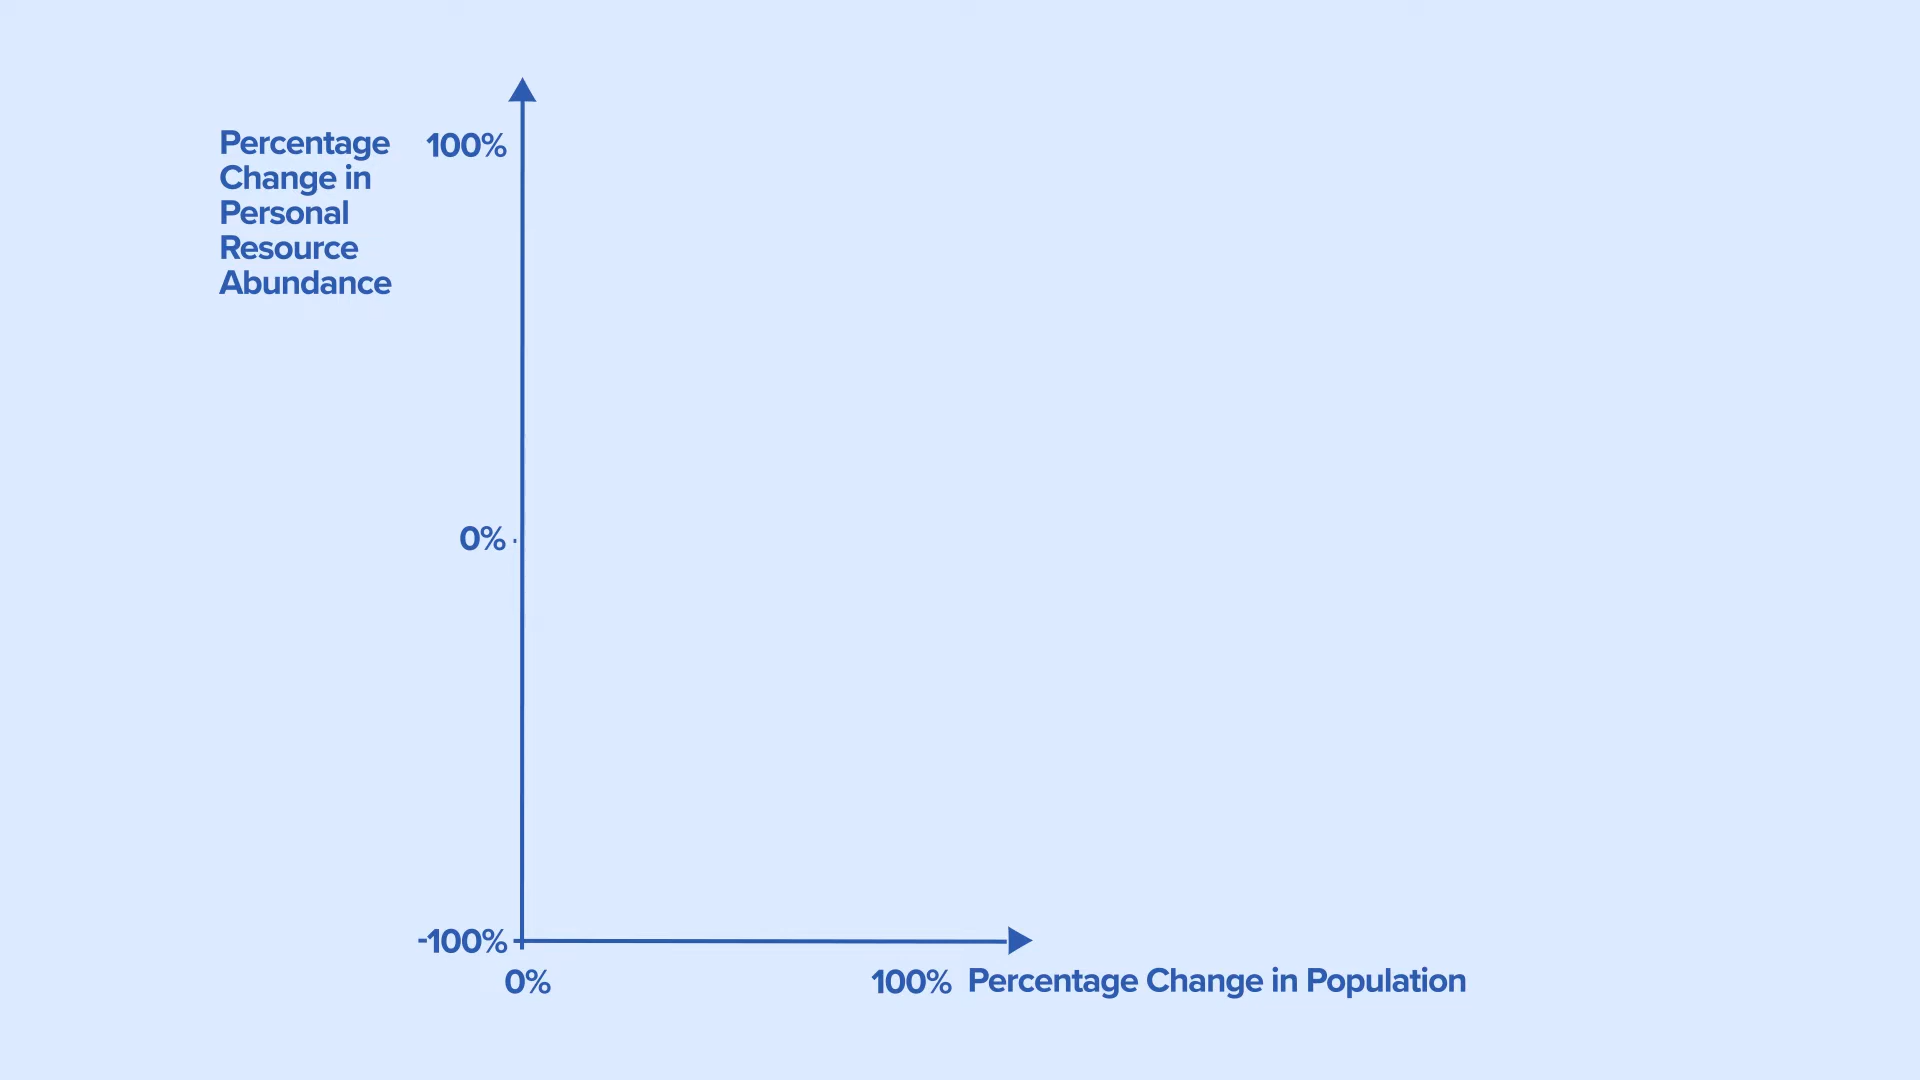 Percentage
Change in
Personal
Resource
Abundance
100%
0%
-100%
0%
100%
Percentage Change in Population